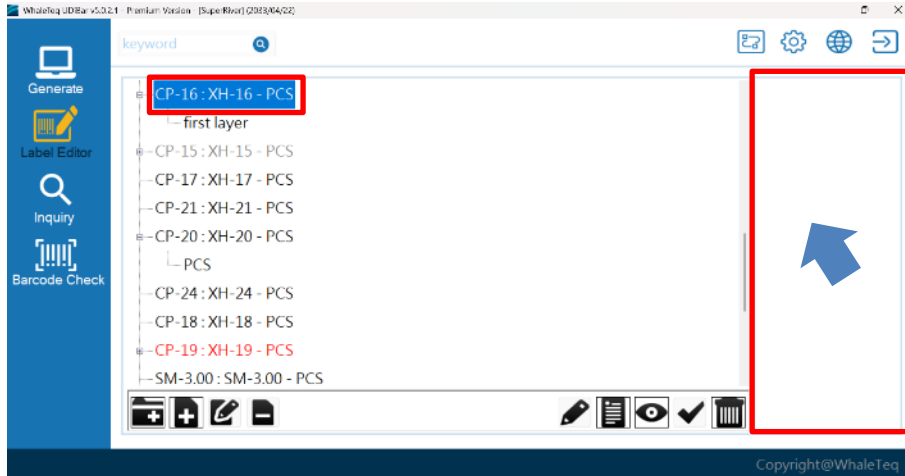 WhaleTeq UDIBar v5.0.2.1 - Premium Version - [SuperRiver] (2033/04/22)
keyword
Generate
Label Editor
Inquiry
Barcode Check
CP-16 : XH-16 - PCS
first layer
CP-15 : XH-15 - PCS
CP-17 : XH-17 - PCS
CP-21 : XH-21 - PCS
CP-20 : XH-20 - PCS
PCS
CP-24 : XH-24 - PCS
CP-18 : XH-18 - PCS
CP-19 : XH-19 - PCS
SM-3.00 : SM-3.00 - PCS
Copyright@WhaleTeq